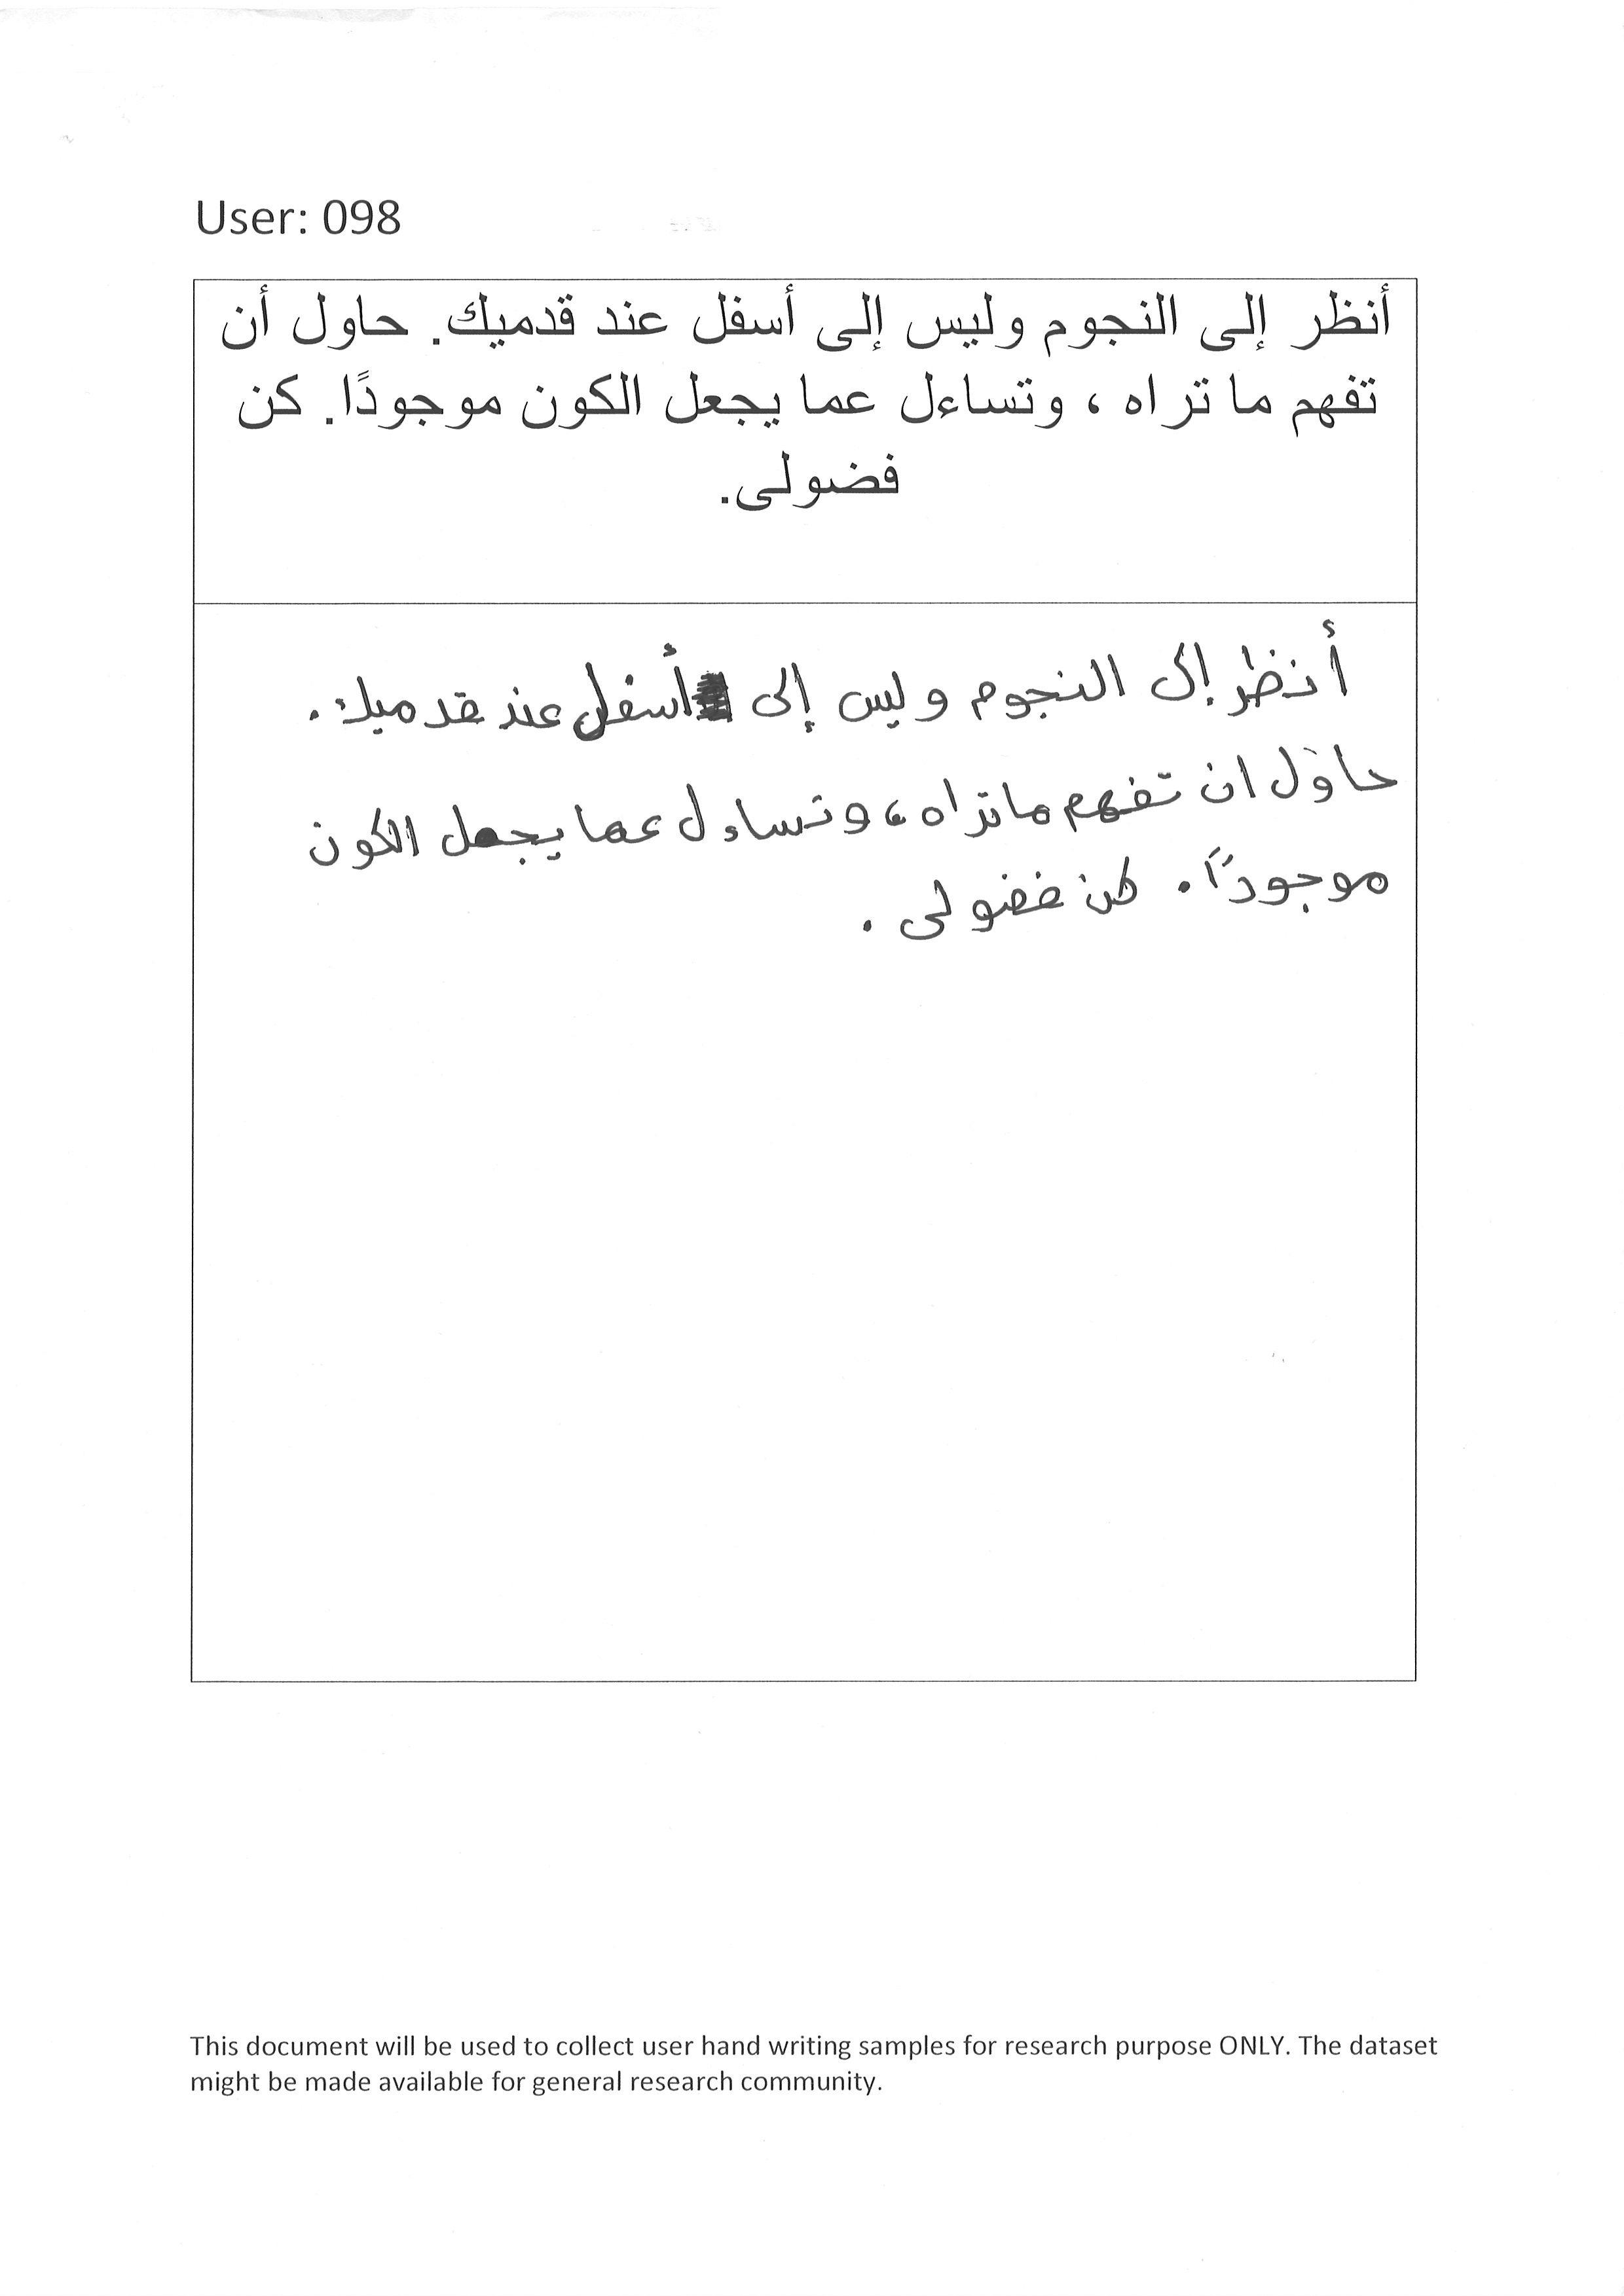 User: 098
أنظر إلى النجوم وليس إلى أسفل عند قدميك. حاول أن
تفهم ما تراه ، وتساءل عما يجعل الكون موجودًا. كن
فضولى.
أنظر إلى النجوم وليس إلى أسفل عند قدميك.
حاول ان تفهم ما تراه ، وتساءل عما يجعل الكون
موجودًا. كن فضولى.
This document will be used to collect user hand writing samples for research purpose ONLY. The dataset
might be made available for general research community.